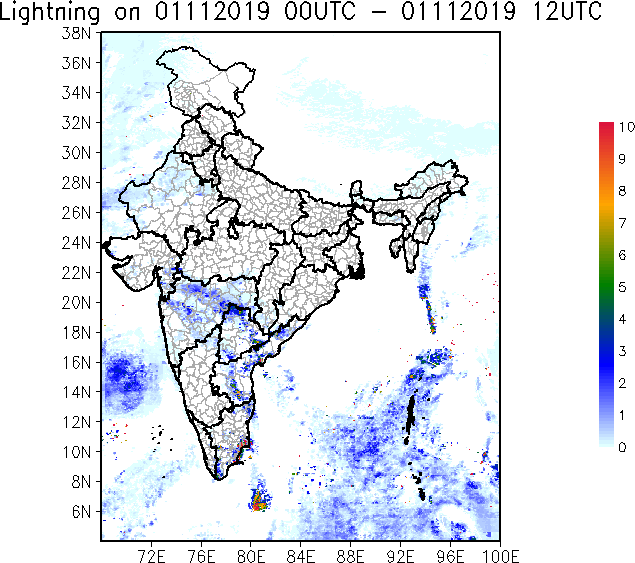 Lightning on 01112019 00UTC – 01112019 12UTC
38N
36N
34N
32N
30N
28N
26N
24N
22N
20N
18N
16N
14N
12N
10N
8N
6N
72E 76E 80E 84E 88E 92E 96E 100E
10
9
8
7
6
5
4
3
2
1
0